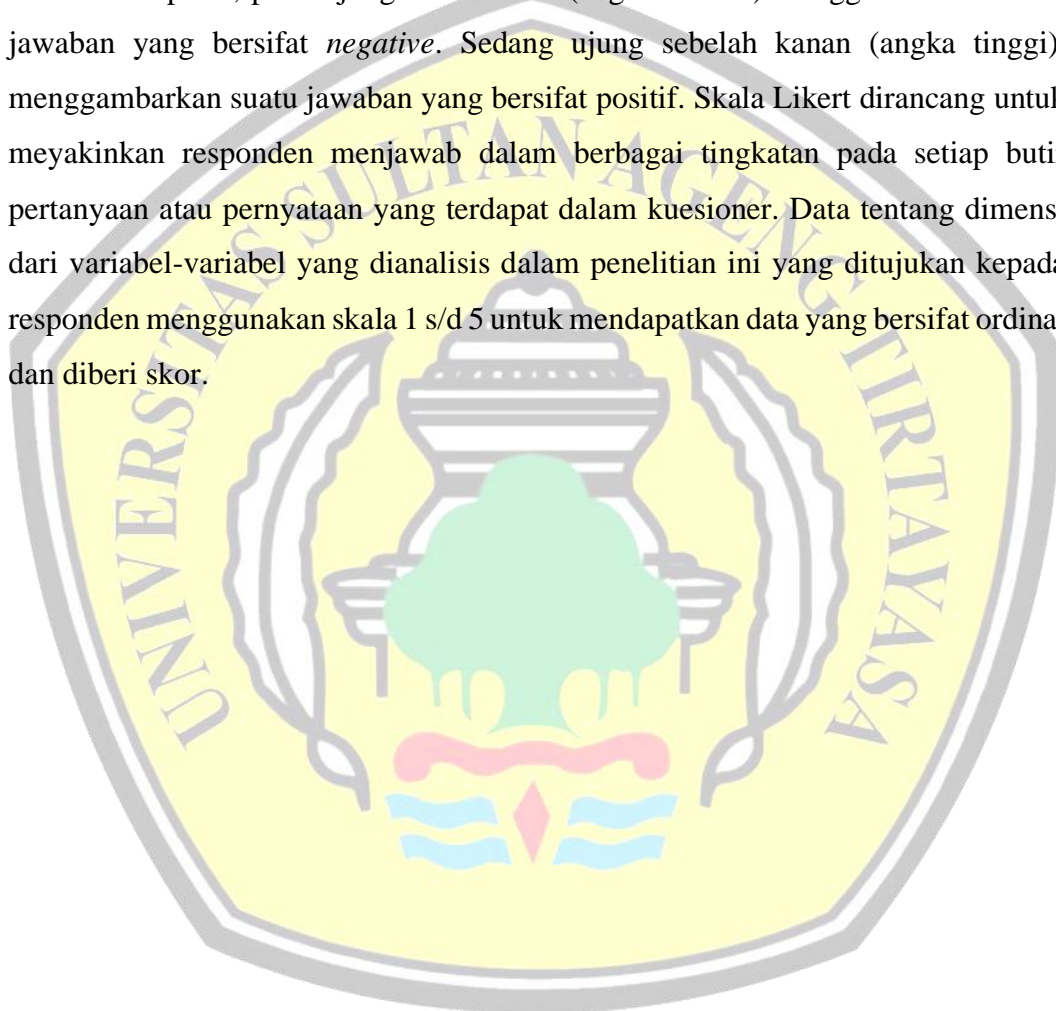 jawaban yang bersifat negative. Sedang ujung sebelah kanan (angka tinggi)
menggambarkan suatu jawaban yang bersifat positif. Skala Likert dirancang untuk
meyakinkan responden menjawab dalam berbagai tingkatan pada setiap buti
pertanyaan atau pernyataan yang terdapat dalam kuesioner. Data tentang dimens
dari variabel-variabel yang dianalisis dalam penelitian ini yang ditujukan kepada
responden menggunakan skala 1 s/d 5 untuk mendapatkan data yang bersifat ordina
dan diberi skor.
UNIVERSITAS SULTAN AGENG TIRTAYASA